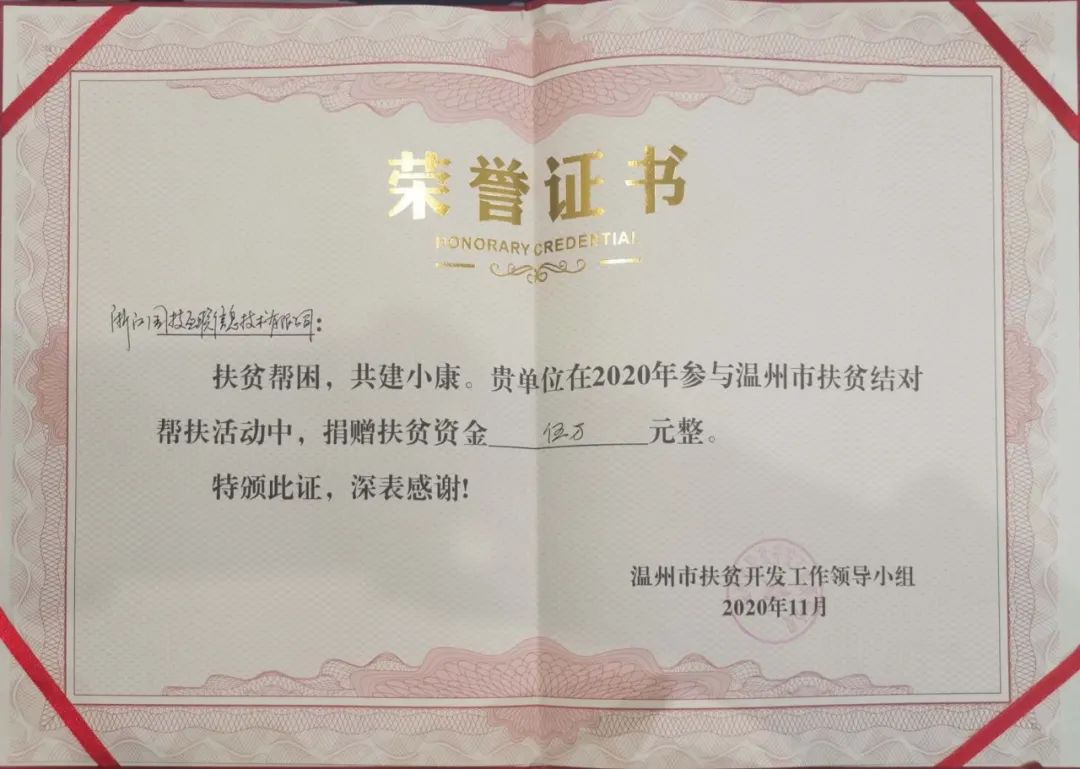 荣誉证书
HONORARY CREDENTIAL
浙江国技互联信息技术有限公司：
扶贫帮困，共建小康。贵单位在2020年参与温州市扶贫结对
帮扶活动中，捐赠扶贫资金伍万元整。
特颁此证，深表感谢!
温州市扶贫开发工作领导小组
2020年11月